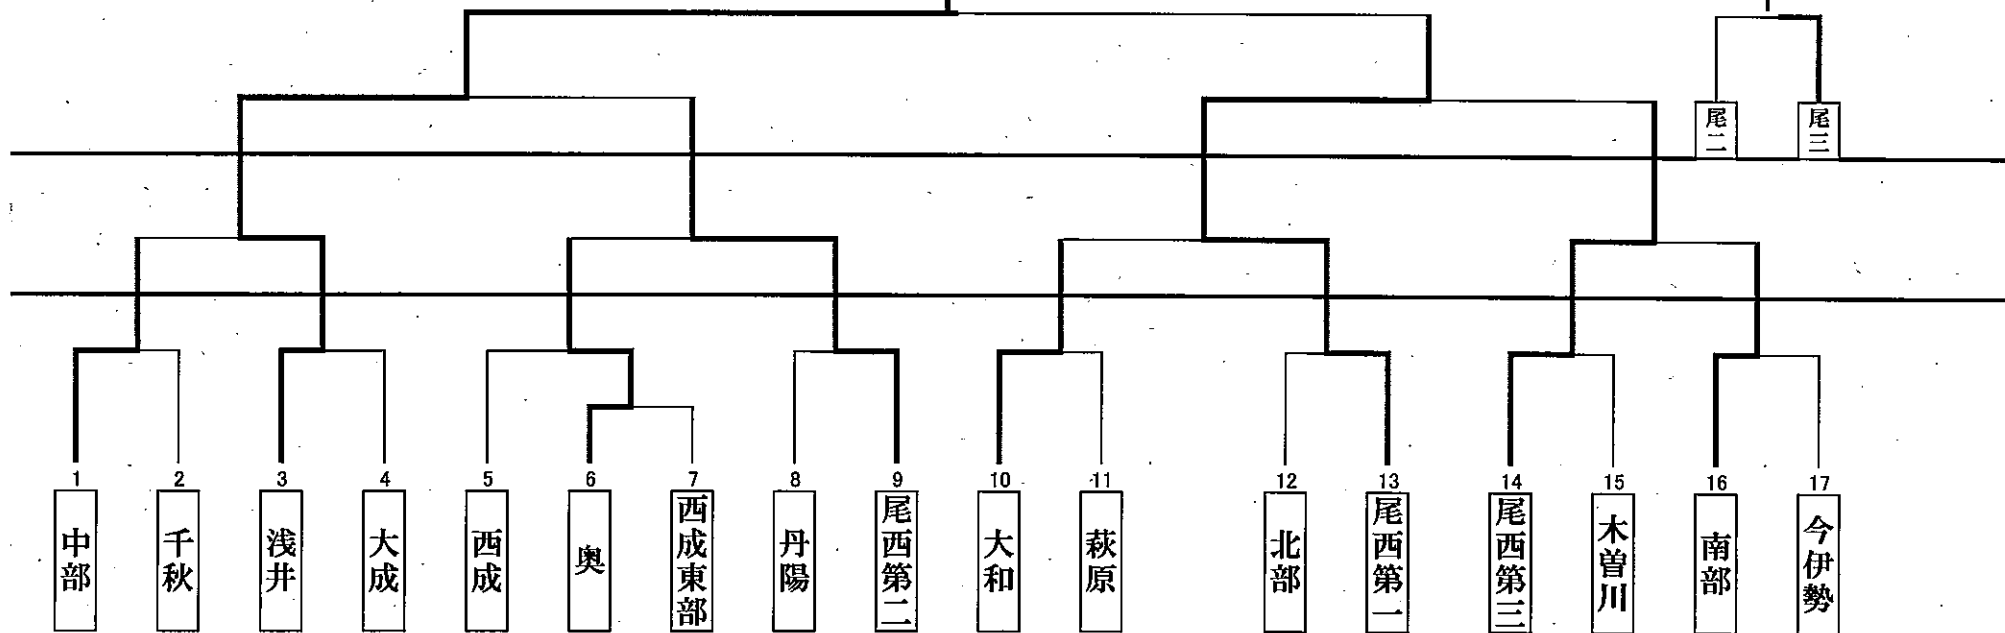 尾二
尾三
1
2
3
4
5
6
7
8
9
10
11
12
13
14
15
16
17
中部
千秋
浅井
大成
西成
奥
西成東部
丹陽
尾西第二
大和
萩原
北部
尾西第一
尾西第三
木曽川
南部
今伊勢